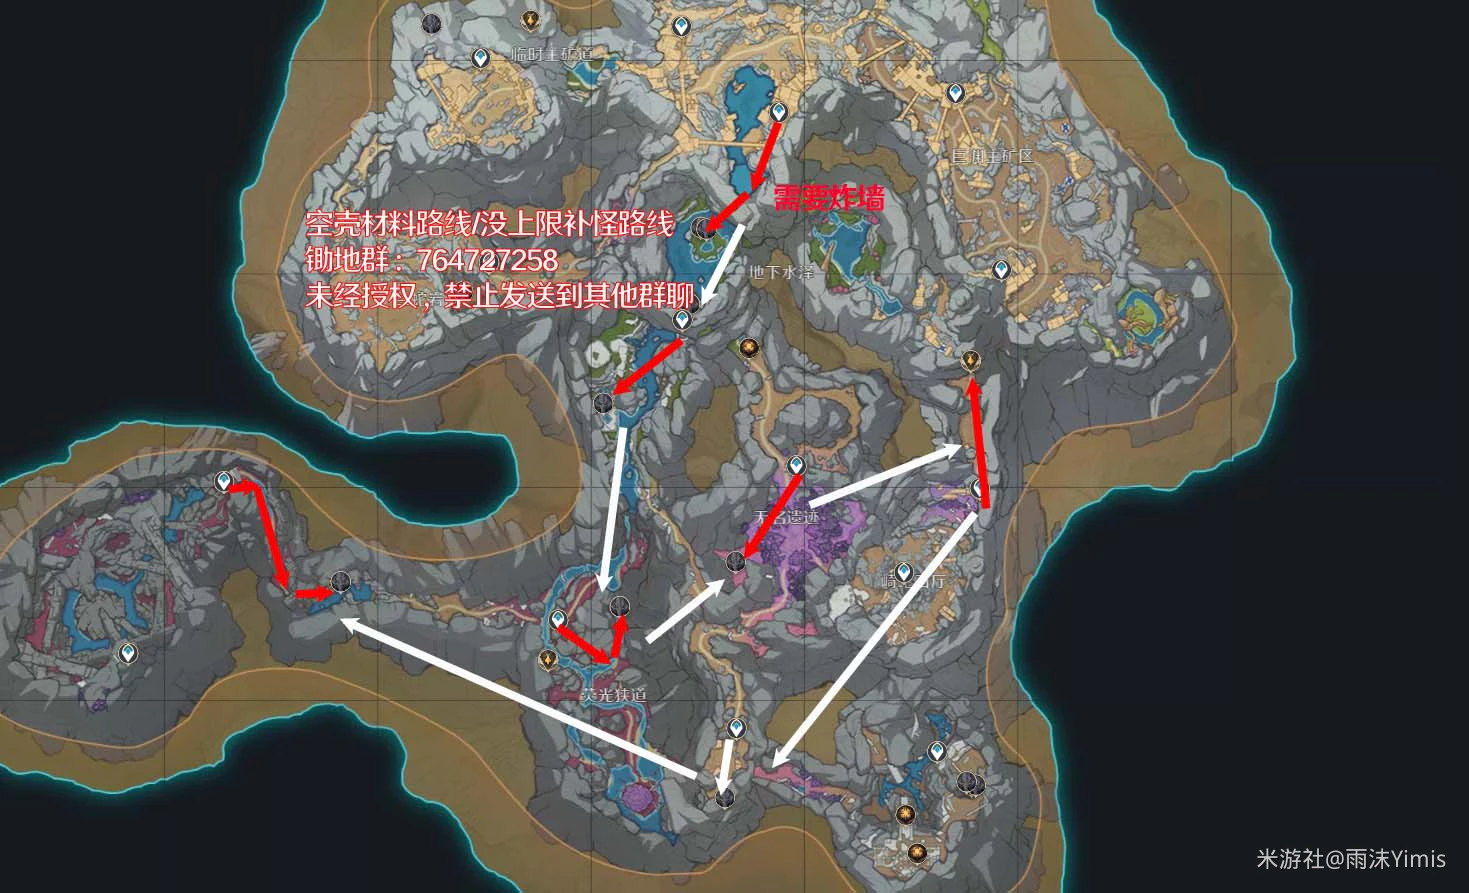 临时主矿道
巨渊主矿区
需要炸墙
空壳材料路线/没上限补怪路线
锄地群：764727258
地下水泽
未经授权，禁止发送到其他群聊
无名遗迹
荧光狭道
米游社@雨沫Yimis